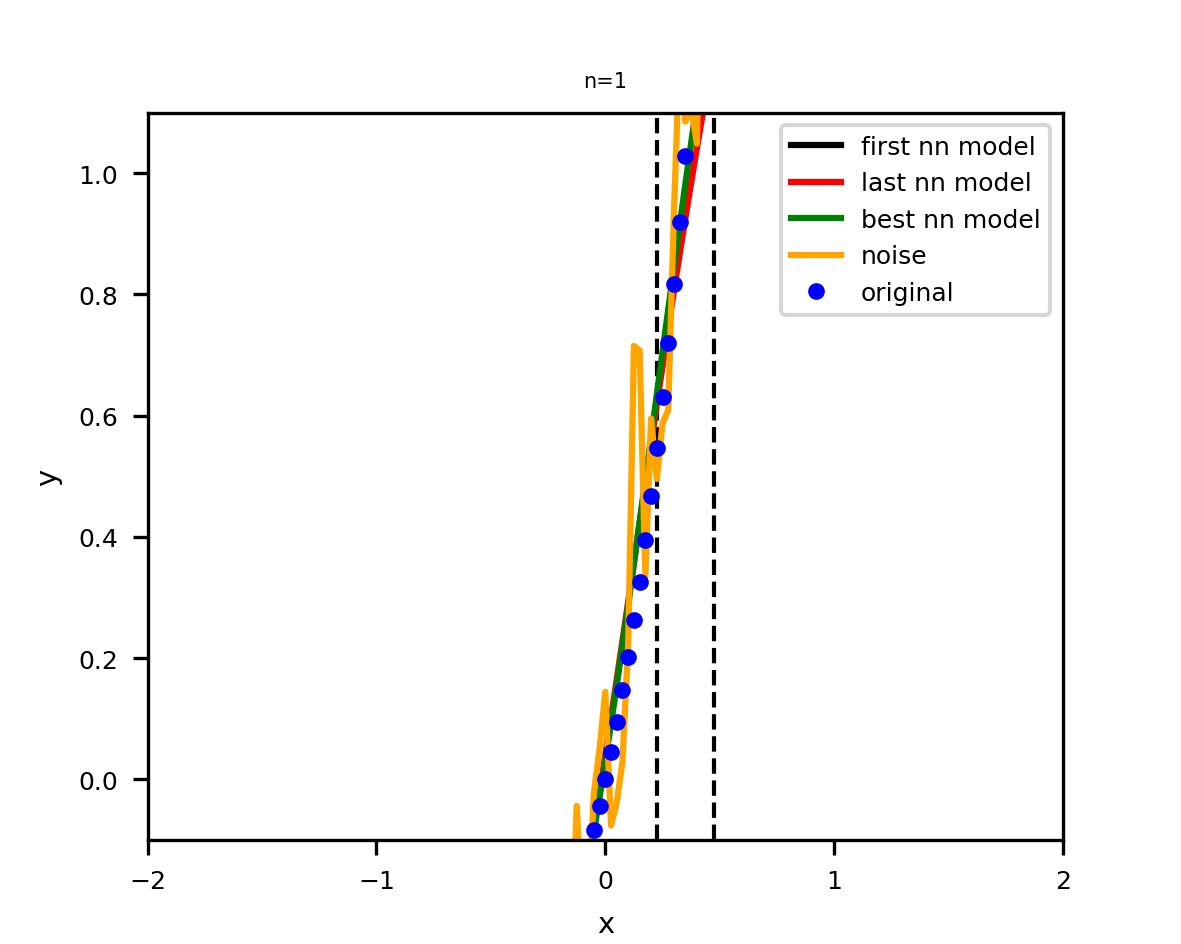 n=1
first nn model
last nn model
best nn model
noise
original
1.0
0.8
0.6
0.4
0.2
0.0
y
−2
−1
0
1
2
x